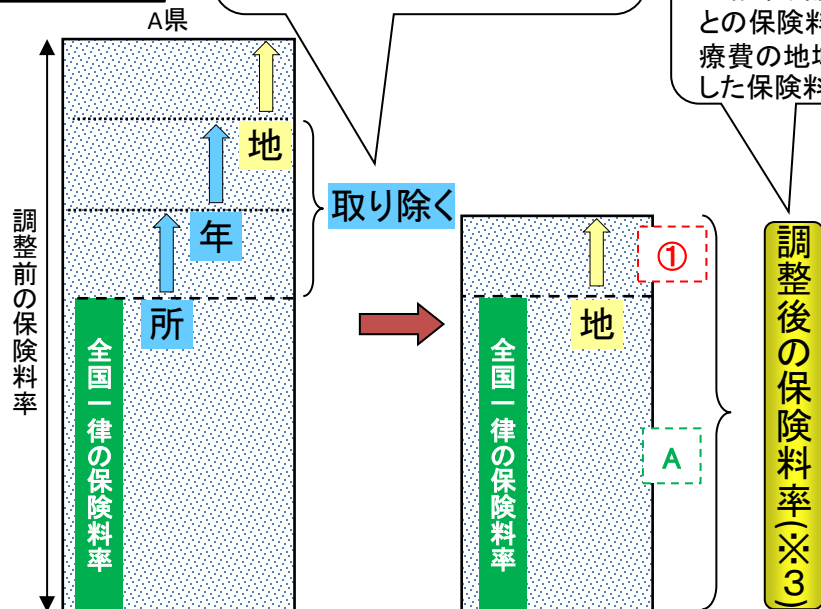 A県
との保険料
療費の地域
した保険料
地
年
取り除く
所
調整前の保険料率
全国一律の保険料率
①
地
A
全国一律の保険料率
調整後の保険料率(※3)